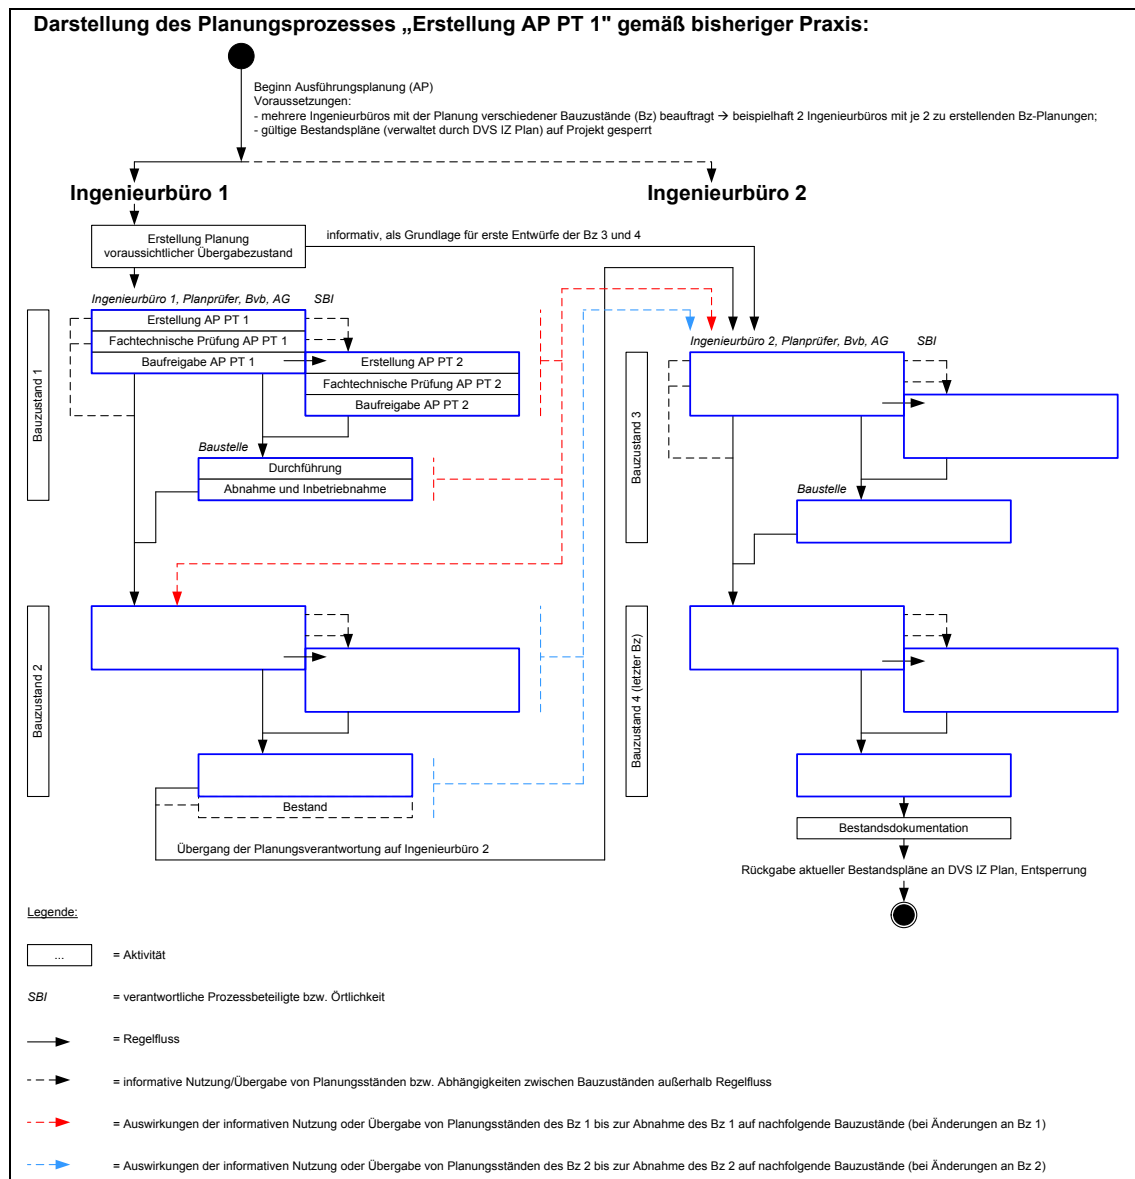 Darstellung des Planungsprozesses „Erstellung AP PT 1" gemäß bisheriger Praxis:
Beginn Ausführungsplanung (AP)
Voraussetzungen:
- mehrere Ingenieurbüros mit der Planung verschiedener Bauzustände (Bz) beauftragt → beispielhaft 2 Ingenieurbüros mit je 2 zu erstellenden Bz-Planungen;
- gültige Bestandspläne (verwaltet durch DVS IZ Plan) auf Projekt gesperrt
Ingenieurbüro 1
Ingenieurbüro 2
Erstellung Planung
voraussichtlicher Übergabezustand
informativ, als Grundlage für erste Entwürfe der Bz 3 und 4
Ingenieurbüro 1, Planprüfer, Bvb, AG
SBI
Bauzustand 1
Erstellung AP PT 1
Fachtechnische Prüfung AP PT 1
Baufreigabe AP PT 1
Erstellung AP PT 2
Fachtechnische Prüfung AP PT 2
Baufreigabe AP PT 2
Baustelle
Durchführung
Abnahme und Inbetriebnahme
Ingenieurbüro 2, Planprüfer, Bvb, AG
SBI
Bauzustand 3
Baustelle
Bauzustand 2
Bestand
Übergang der Planungsverantwortung auf Ingenieurbüro 2
Bauzustand 4 (letzter Bz)
Bestandsdokumentation
Rückgabe aktueller Bestandspläne an DVS IZ Plan, Entsperrung
Legende:
... = Aktivität
SBI = verantwortliche Prozessbeteiligte bzw. Örtlichkeit
= Regelfluss
= informative Nutzung/Übergabe von Planungsständen bzw. Abhängigkeiten zwischen Bauzuständen außerhalb Regelfluss
= Auswirkungen der informativen Nutzung oder Übergabe von Planungsständen des Bz 1 bis zur Abnahme des Bz 1 auf nachfolgende Bauzustände (bei Änderungen an Bz 1)
= Auswirkungen der informativen Nutzung oder Übergabe von Planungsständen des Bz 2 bis zur Abnahme des Bz 2 auf nachfolgende Bauzustände (bei Änderungen an Bz 2)